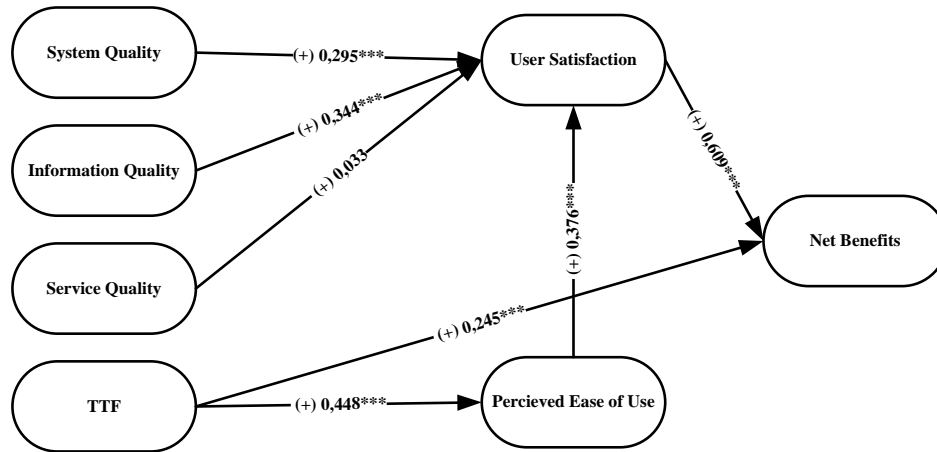 System Quality
(+) 0,295***
User Satisfaction
(+) 0,344***
Information Quality
(+) 0,033
(+) 0,609***
(+) 0,376***
Net Benefits
Service Quality
(+) 0,245***
TTF
(+) 0,448***
Percieved Ease of Use